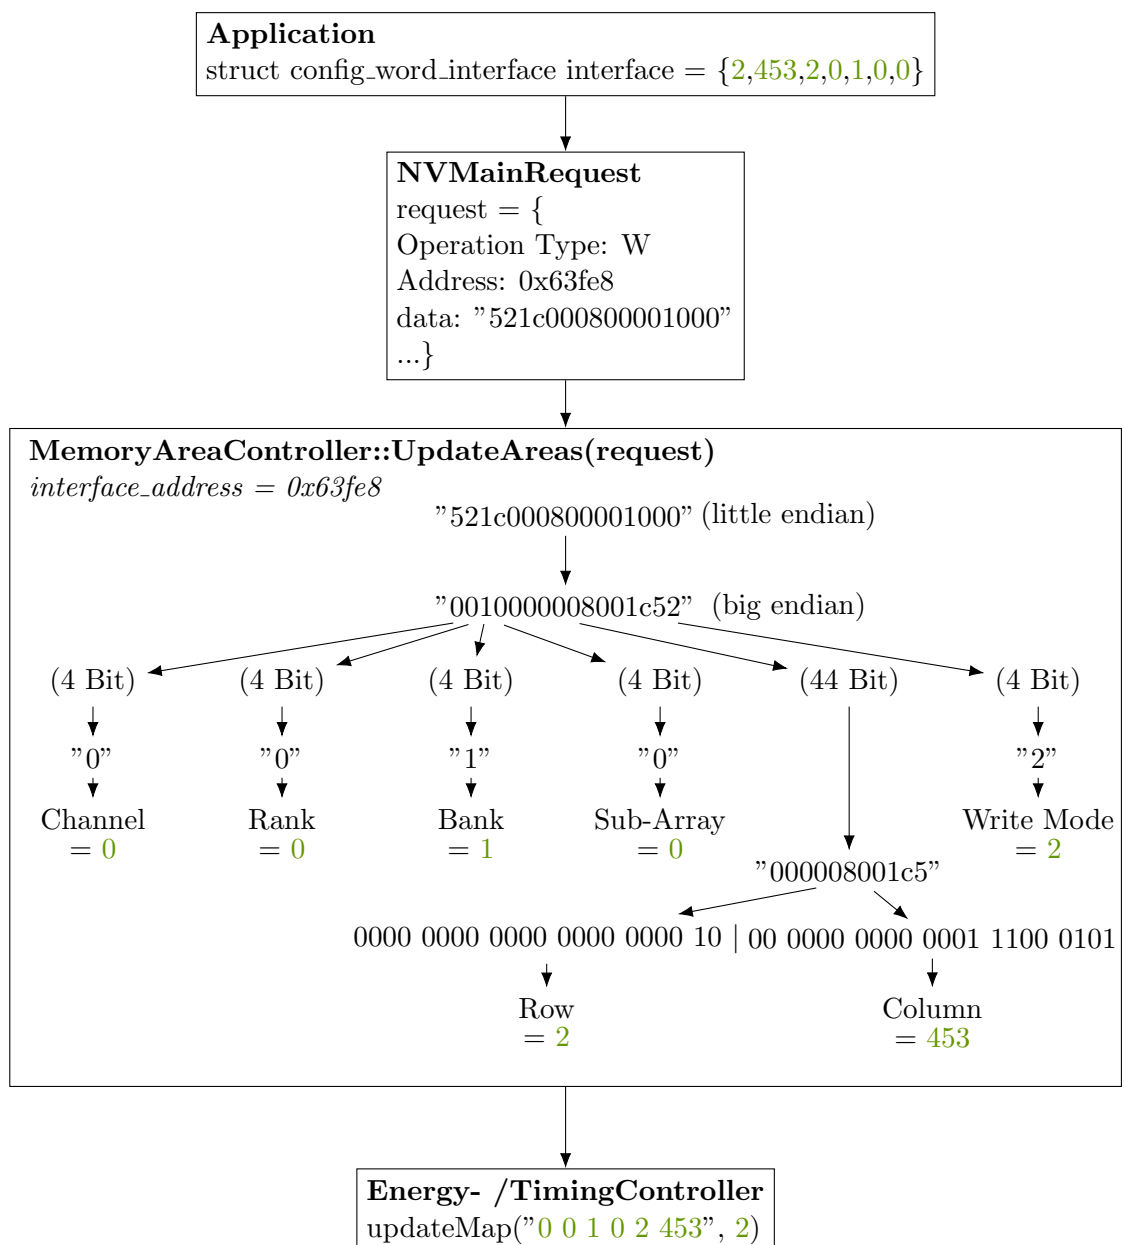 Application
struct config_word_interface interface = {2,453,2,0,1,0,0}
NVMainRequest
request = {
Operation Type: W
Address: 0x63fe8
data: ”521c000800001000”
...}
MemoryAreaController::UpdateAreas(request)
interface_address = 0x63fe8
”521c000800001000” (little endian)
”0010000008001c52” (big endian)
(4 Bit) (4 Bit) (4 Bit) (4 Bit) (44 Bit) (4 Bit)
”0” ”0” ”1” ”0” ”2”
Channel Rank Bank Sub-Array Write Mode
= 0 = 0 = 1 = 0 = 2
”000008001c5”
0000 0000 0000 0000 0000 10 | 00 0000 0000 0001 1100 0101
Row Column
= 2 = 453
Energy- /TimingController
updateMap(”0 0 1 0 2 453”, 2)